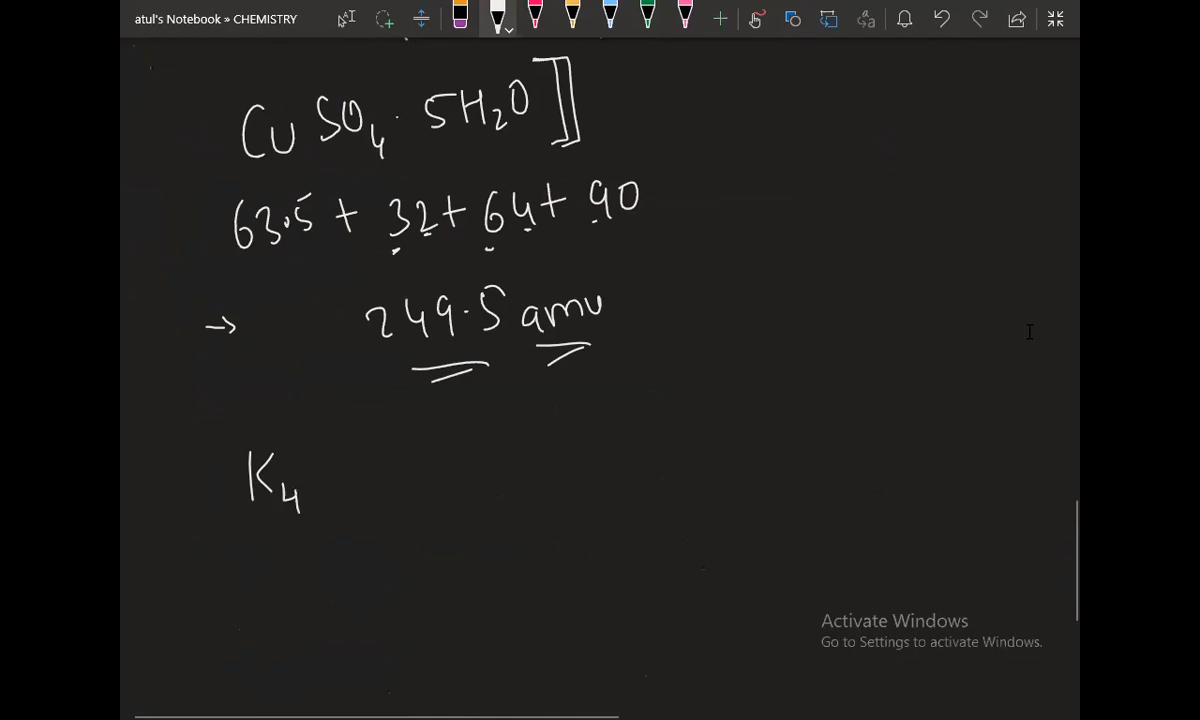 atul's Notebook » CHEMISTRY
CuSO₄·5H₂O]]
63.5 + 32 + 64 + 90
→ 249.5 amu
K₄
Activate Windows
Go to Settings to activate Windows.